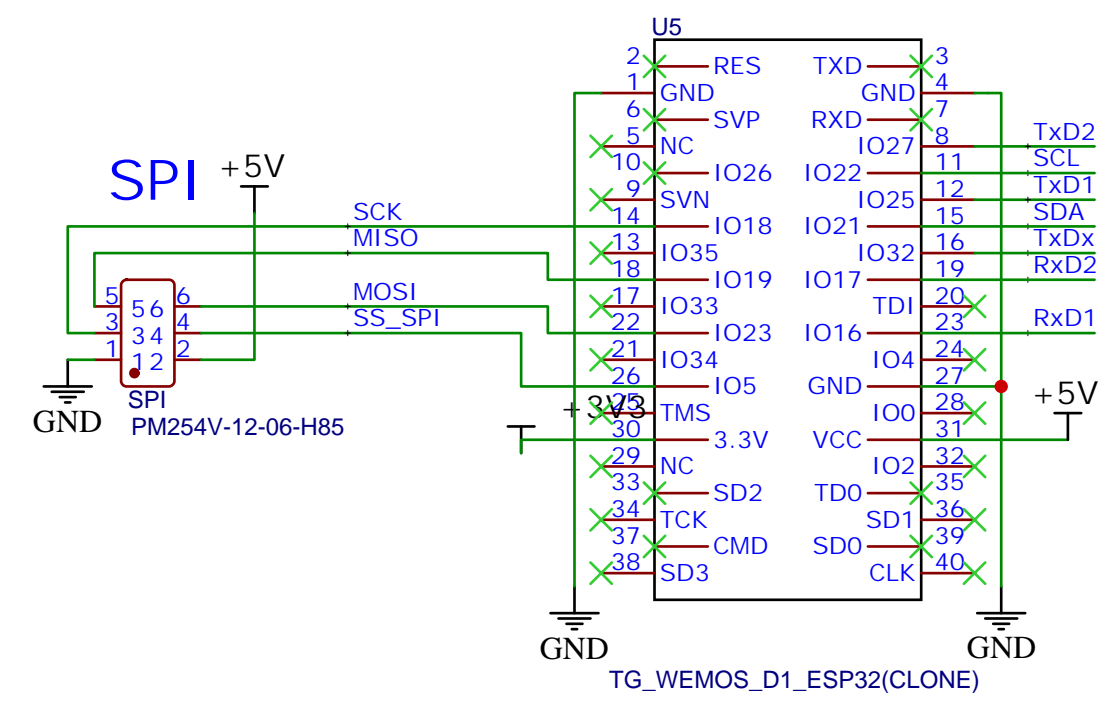 U5
2 RES TXD 3
1 GND GND 4
6 SVP RXD 7
5 NC IO27 8 TxD2
10 IO26 IO22 11 SCL
9 SVN IO25 12 TxD1
SPI +5V
SCK 14 IO18 IO21 15 SDA
MISO 13 IO35 IO32 16 TxDx
18 IO19 IO17 19 RxD2
5 5 6 6 MOSI 17 IO33 TDI 20
3 3 4 4 SS_SPI 22 IO23 IO16 23 RxD1
1 1 2 2 21 IO34 IO4 24
26 IO5 GND 27
SPI
GND PM254V-12-06-H85
+3V3 25 TMS IO0 28 +5V
30 3.3V VCC 31
29 NC IO2 32
33 SD2 TD0 35
34 TCK SD1 36
37 CMD SD0 39
38 SD3 CLK 40
GND GND
TG_WEMOS_D1_ESP32(CLONE)